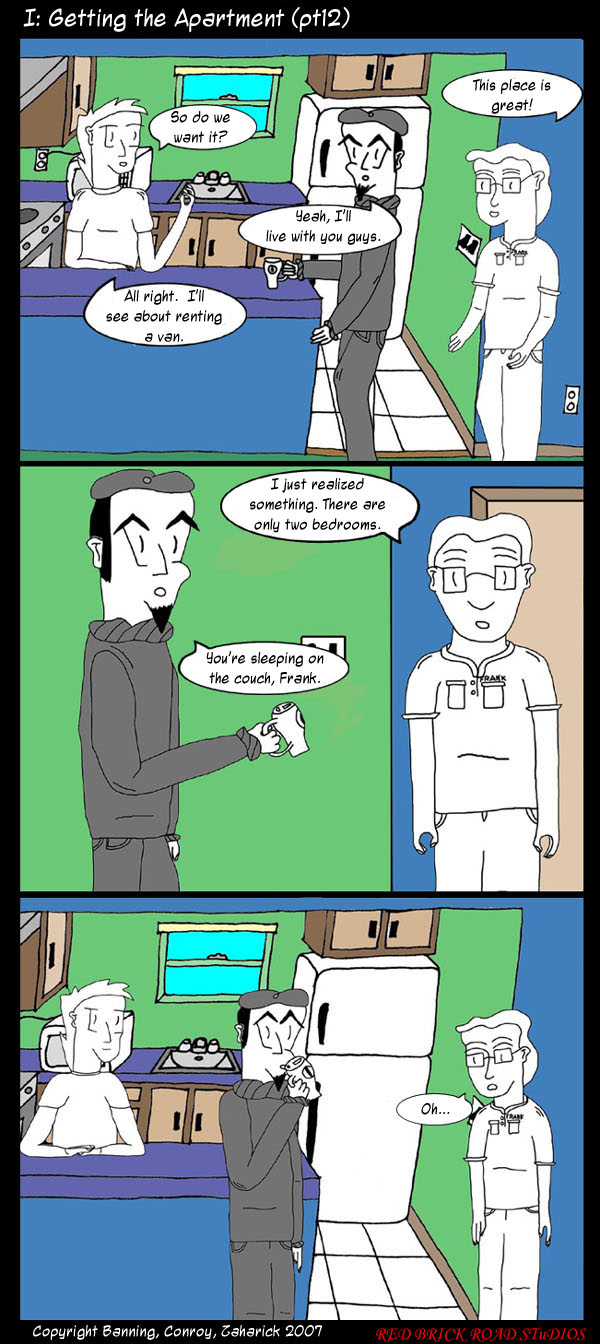 I: Getting the Apartment (pt12)
So do we
want it?
This place is
great!
Yeah, I'll
live with you guys.
All right. I'll
see about renting
a van.
FRANK
I just realized
something. There are
only two bedrooms.
You're sleeping on
the couch, Frank.
FRANK
Oh...
FRANK
Copyright Banning, Conroy, Zaharick 2007
RED BRICK ROAD STuDIOS